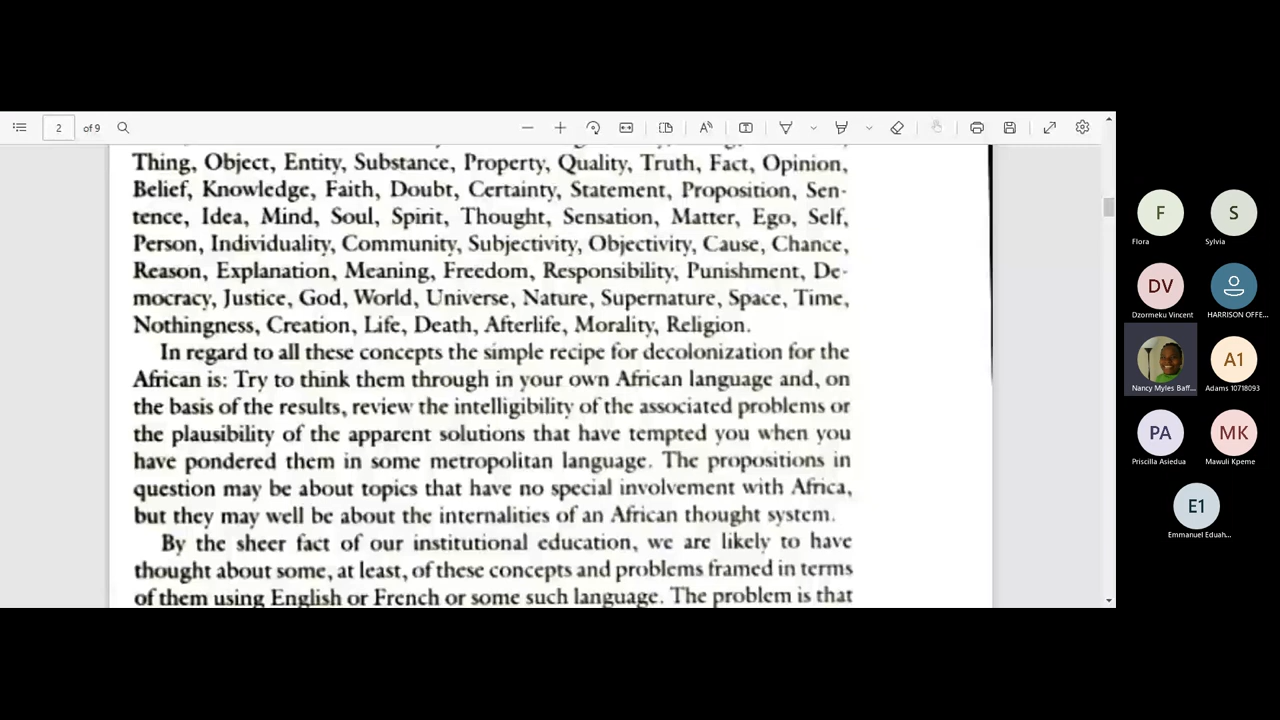 2 of 9
Thing, Object, Entity, Substance, Property, Quality, Truth, Fact, Opinion,
Belief, Knowledge, Faith, Doubt, Certainty, Statement, Proposition, Sen-
tence, Idea, Mind, Soul, Spirit, Thought, Sensation, Matter, Ego, Self,
Person, Individuality, Community, Subjectivity, Objectivity, Cause, Chance,
Reason, Explanation, Meaning, Freedom, Responsibility, Punishment, De-
mocracy, Justice, God, World, Universe, Nature, Supernature, Space, Time,
Nothingness, Creation, Life, Death, Afterlife, Morality, Religion.
In regard to all these concepts the simple recipe for decolonization for the
African is: Try to think them through in your own African language and, on
the basis of the results, review the intelligibility of the associated problems or
the plausibility of the apparent solutions that have tempted you when you
have pondered them in some metropolitan language. The propositions in
question may be about topics that have no special involvement with Africa,
but they may well be about the internalities of an African thought system.
By the sheer fact of our institutional education, we are likely to have
thought about some, at least, of these concepts and problems framed in terms
of them using English or French or some such language. The problem is that
F
Flora
S
Sylvia
DV
Dzormeku Vincent
HARRISON OFFE...
Nancy Myles Baff...
A1
Adams 10718093
PA
Priscilla Asiedua
MK
Mawuli Kpeme
E1
Emmanuel Eduah...